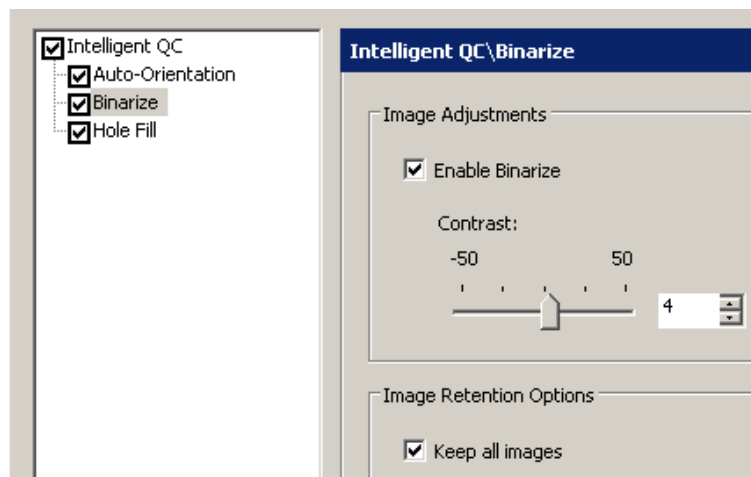 Intelligent QC
Auto-Orientation
Binarize
Hole Fill
Intelligent QC\Binarize
Image Adjustments
Enable Binarize
Contrast:
-50 50
4
Image Retention Options
Keep all images